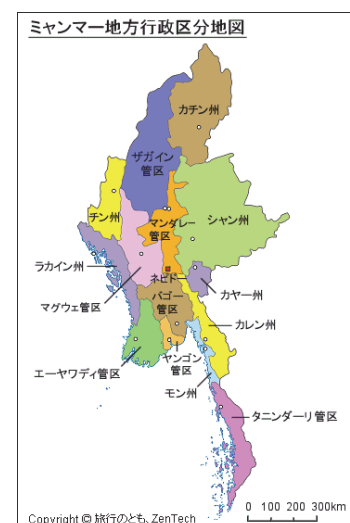 ミャンマー地方行政区分地図
カチン州
ザガイン
管区
チン州
マンダレー
管区
シャン州
ラカイン州
ネピドー
マグウェ管区
バゴー
管区
カヤー州
カレン州
エーヤワディ管区
ヤンゴン
管区
モン州
タニンダーリ管区
0 100 200 300km
Copyright © 旅行のとも、ZenTech